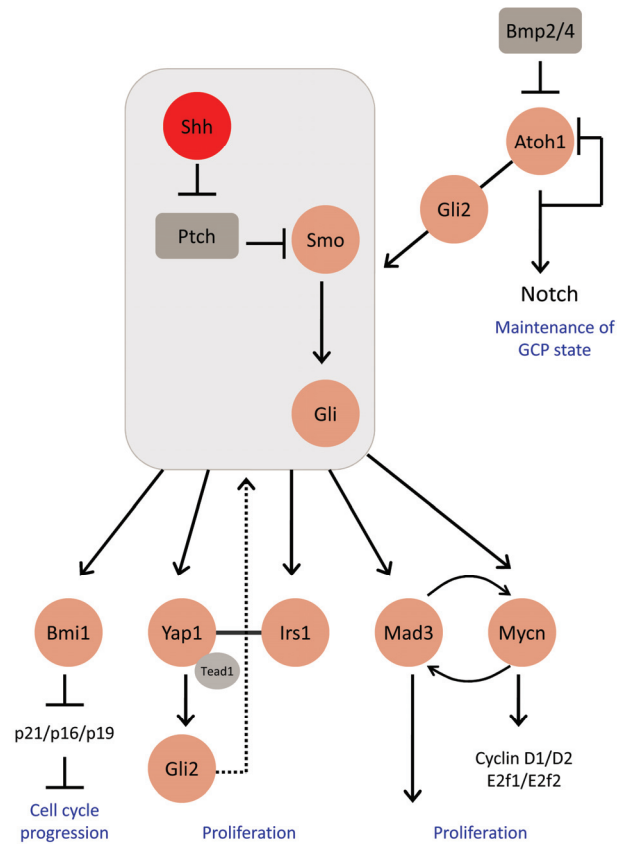 Bmp2/4
Shh
Atoh1
Gli2
Ptch
Smo
Notch
Maintenance of
GCP state
Gli
Bmi1
Yap1
Irs1
Mad3
Mycn
Tead1
p21/p16/p19
Gli2
Cyclin D1/D2
E2f1/E2f2
Cell cycle
progression
Proliferation
Proliferation